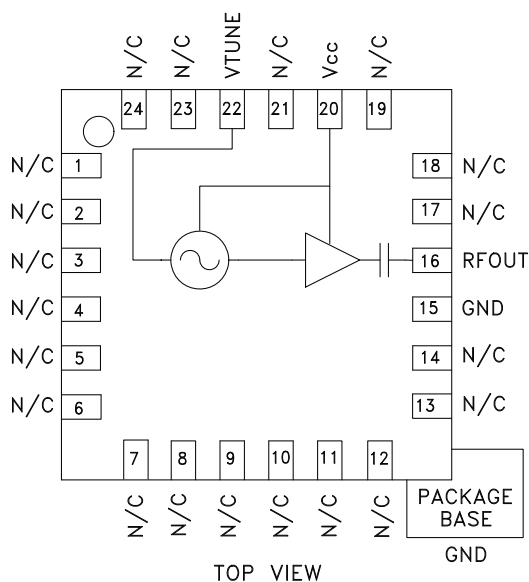 N/C
N/C
VTUNE
N/C
Vcc
N/C
24
23
22
21
20
19
N/C 1
18 N/C
N/C 2
17 N/C
N/C 3
16 RFOUT
N/C 4
15 GND
N/C 5
14 N/C
N/C 6
13 N/C
7
8
9
10
11
12
N/C
N/C
N/C
N/C
N/C
N/C
PACKAGE
BASE
GND
TOP VIEW